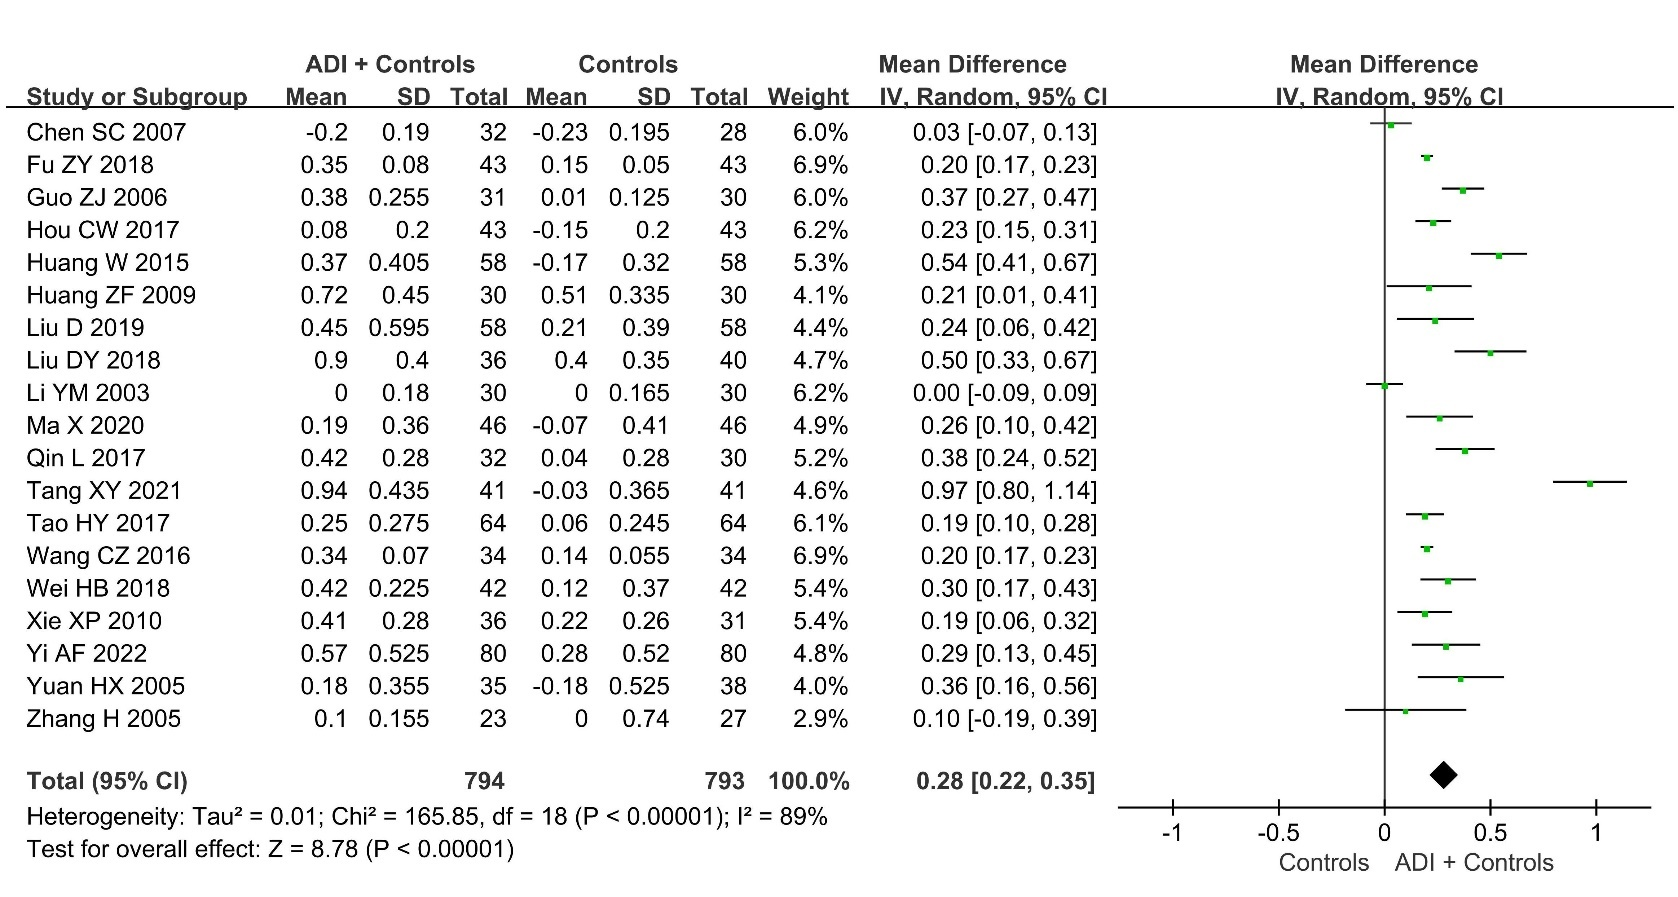 ADI + Controls Controls Mean Difference Mean Difference
Study or Subgroup Mean SD Total Mean SD Total Weight IV, Random, 95% CI IV, Random, 95% CI
Chen SC 2007 -0.2 0.19 32 -0.23 0.195 28 6.0% 0.03 [-0.07, 0.13]
Fu ZY 2018 0.35 0.08 43 0.15 0.05 43 6.9% 0.20 [0.17, 0.23]
Guo ZJ 2006 0.38 0.255 31 0.01 0.125 30 6.0% 0.37 [0.27, 0.47]
Hou CW 2017 0.08 0.2 43 -0.15 0.2 43 6.2% 0.23 [0.15, 0.31]
Huang W 2015 0.37 0.405 58 -0.17 0.32 58 5.3% 0.54 [0.41, 0.67]
Huang ZF 2009 0.72 0.45 30 0.51 0.335 30 4.1% 0.21 [0.01, 0.41]
Liu D 2019 0.45 0.595 58 0.21 0.39 58 4.4% 0.24 [0.06, 0.42]
Liu DY 2018 0.9 0.4 36 0.4 0.35 40 4.7% 0.50 [0.33, 0.67]
Li YM 2003 0 0.18 30 0 0.165 30 6.2% 0.00 [-0.09, 0.09]
Ma X 2020 0.19 0.36 46 -0.07 0.41 46 4.9% 0.26 [0.10, 0.42]
Qin L 2017 0.42 0.28 32 0.04 0.28 30 5.2% 0.38 [0.24, 0.52]
Tang XY 2021 0.94 0.435 41 -0.03 0.365 41 4.6% 0.97 [0.80, 1.14]
Tao HY 2017 0.25 0.275 64 0.06 0.245 64 6.1% 0.19 [0.10, 0.28]
Wang CZ 2016 0.34 0.07 34 0.14 0.055 34 6.9% 0.20 [0.17, 0.23]
Wei HB 2018 0.42 0.225 42 0.12 0.37 42 5.4% 0.30 [0.17, 0.43]
Xie XP 2010 0.41 0.28 36 0.22 0.26 31 5.4% 0.19 [0.06, 0.32]
Yi AF 2022 0.57 0.525 80 0.28 0.52 80 4.8% 0.29 [0.13, 0.45]
Yuan HX 2005 0.18 0.355 35 -0.18 0.525 38 4.0% 0.36 [0.16, 0.56]
Zhang H 2005 0.1 0.155 23 0 0.74 27 2.9% 0.10 [-0.19, 0.39]
Total (95% CI) 794 793 100.0% 0.28 [0.22, 0.35]
Heterogeneity: Tau² = 0.01; Chi² = 165.85, df = 18 (P < 0.00001); I² = 89%
Test for overall effect: Z = 8.78 (P < 0.00001)
-1 -0.5 0 0.5 1
Controls ADI + Controls